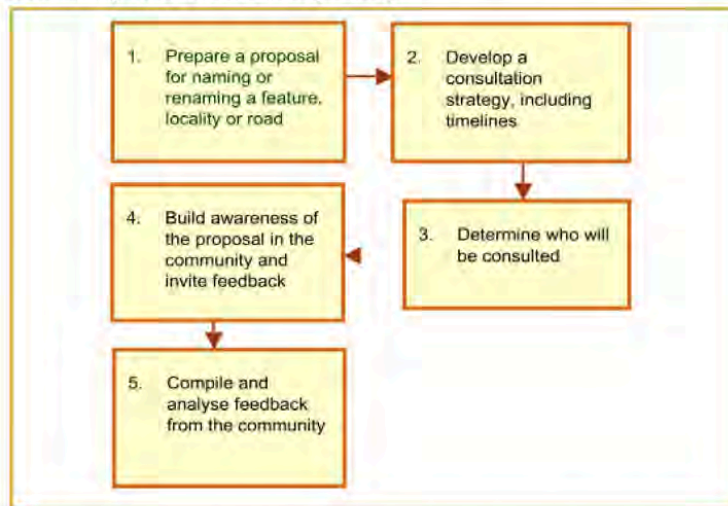 1. Prepare a proposal
for naming or
renaming a feature,
locality or road
2. Develop a
consultation
strategy, including
timelines
3. Determine who will
be consulted
4. Build awareness of
the proposal in the
community and
invite feedback
5. Compile and
analyse feedback
from the community